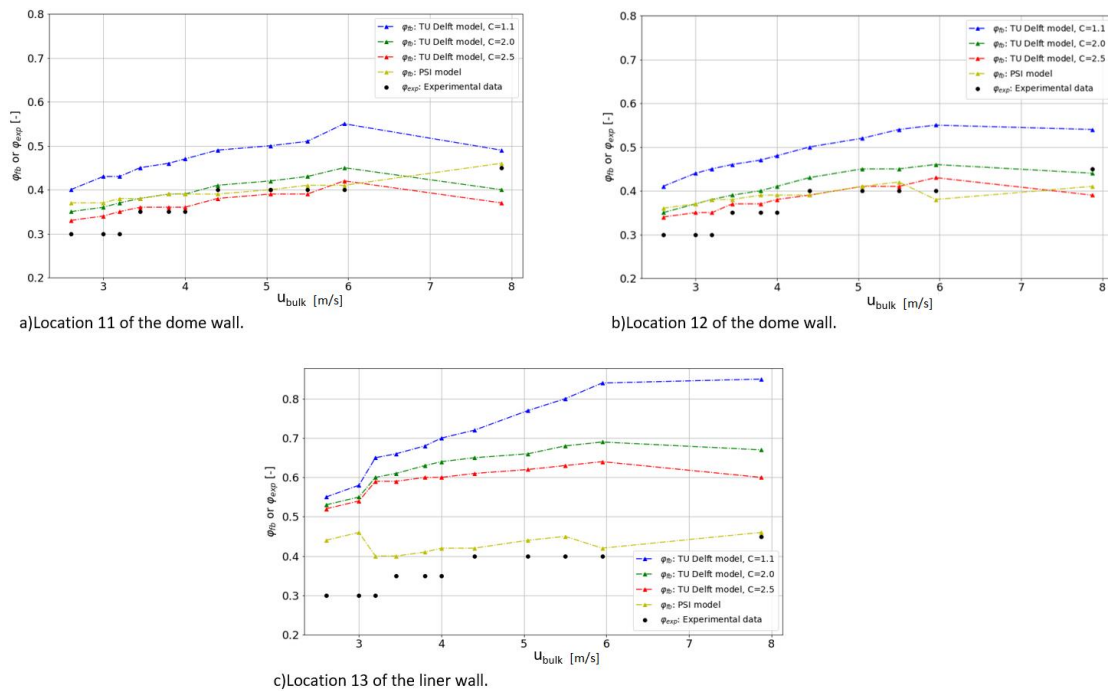 0.8
0.7
0.6
0.5
0.4
0.3
0.2
φfb or φexp [-]
φfb: TU Delft model, C=1.1
φfb: TU Delft model, C=2.0
φfb: TU Delft model, C=2.5
φfb: PSI model
φexp: Experimental data
3 4 5 6 7 8
ubulk [m/s]
a)Location 11 of the dome wall.
0.8
0.7
0.6
0.5
0.4
0.3
0.2
φfb or φexp [-]
φfb: TU Delft model, C=1.1
φfb: TU Delft model, C=2.0
φfb: TU Delft model, C=2.5
φfb: PSI model
φexp: Experimental data
3 4 5 6 7 8
ubulk [m/s]
b)Location 12 of the dome wall.
0.8
0.7
0.6
0.5
0.4
0.3
0.2
φfb or φexp [-]
φfb: TU Delft model, C=1.1
φfb: TU Delft model, C=2.0
φfb: TU Delft model, C=2.5
φfb: PSI model
φexp: Experimental data
3 4 5 6 7 8
ubulk [m/s]
c)Location 13 of the liner wall.